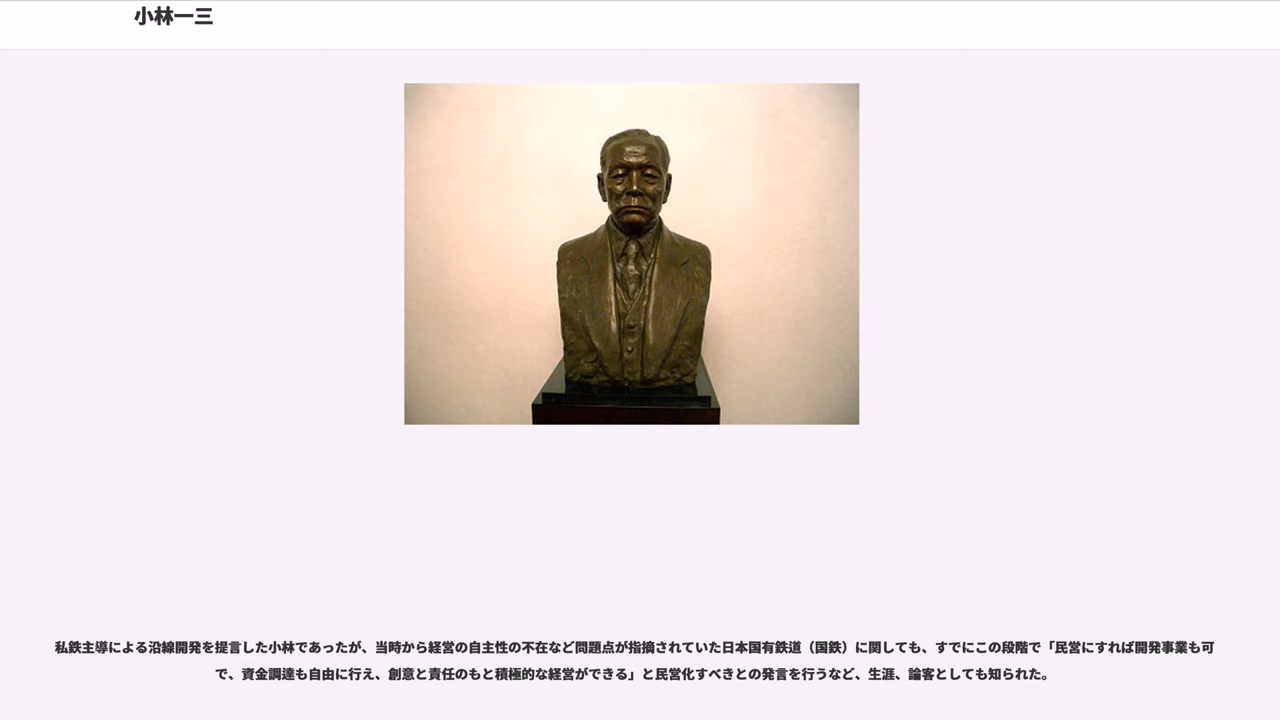 小林一三
私鉄主導による沿線開発を提言した小林であったが、当時から経営の自主性の不在など問題点が指摘されていた日本国有鉄道（国鉄）に関しても、すでにこの段階で「民営にすれば開発事業も可
で、資金調達も自由に行え、創意と責任のもと積極的な経営ができる」と民営化すべきとの発言を行うなど、生涯、論客としても知られた。